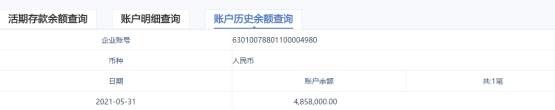 活期存款余额查询 账户明细查询 账户历史余额查询
企业账号 63010078801100004980
币种 人民币
日期 账户余额 共:1笔
2021-05-31 4,858,000.00